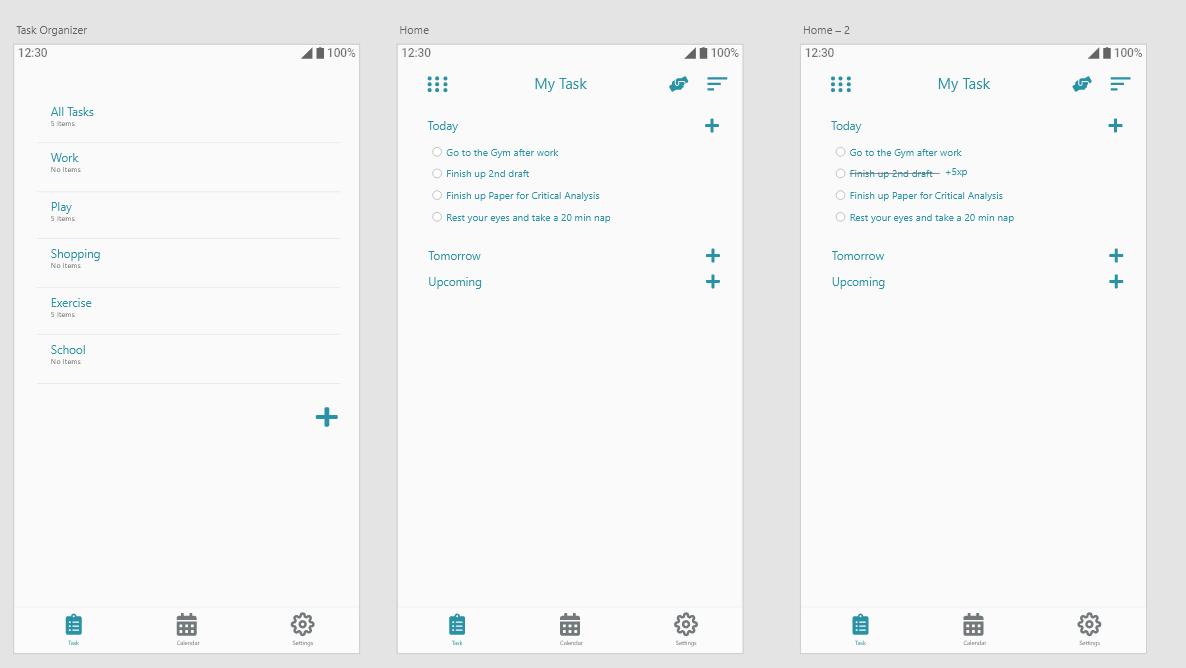 Task Organizer
12:30
100%
All Tasks
5 Items
Work
No Items
Play
5 Items
Shopping
No Items
Exercise
5 Items
School
No Items
Task
Calendar
Settings
Home
12:30
100%
My Task
Today
Go to the Gym after work
Finish up 2nd draft
Finish up Paper for Critical Analysis
Rest your eyes and take a 20 min nap
Tomorrow
Upcoming
Task
Calendar
Settings
Home – 2
12:30
100%
My Task
Today
Go to the Gym after work
Finish up 2nd draft +5xp
Finish up Paper for Critical Analysis
Rest your eyes and take a 20 min nap
Tomorrow
Upcoming
Task
Calendar
Settings